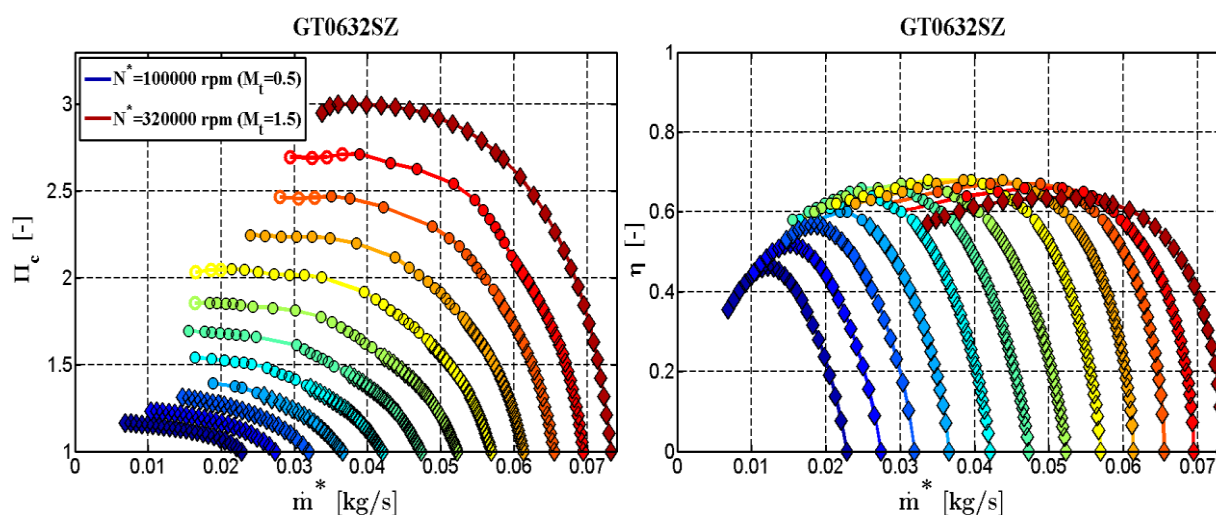 GT0632SZ
N*=100000 rpm (Mt=0.5)
N*=320000 rpm (Mt=1.5)
3
2.5
2
1.5
1
Πc [-]
0 0.01 0.02 0.03 0.04 0.05 0.06 0.07
ṁ* [kg/s]
GT0632SZ
1
0.8
0.6
0.4
0.2
0
η [-]
0 0.01 0.02 0.03 0.04 0.05 0.06 0.07
ṁ* [kg/s]